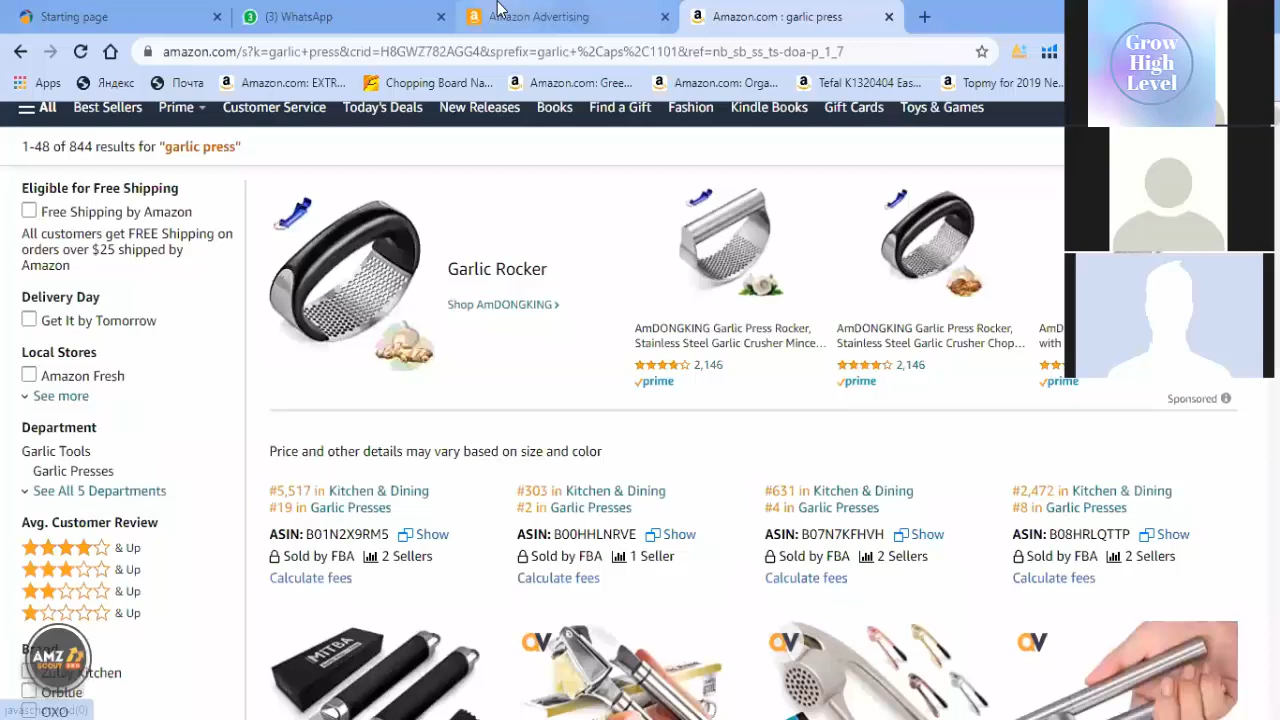 Starting page
(3) WhatsApp
Amazon Advertising
Amazon.com : garlic press
amazon.com/s?k=garlic+press&crid=H8GWZ782AGG4&sprefix=garlic+%2Caps%2C1101&ref=nb_sb_ss_ts-doa-p_1_7
Apps
Яндекс
Почта
Amazon.com: EXTR...
Chopping ... Na...
Amazon.com: Gree...
Amazon.com: Orga...
Tefal K1320404 Eas...
Topmy for 2019 Ne...
Grow
High
Level
All
Best Sellers
Prime
Customer Service
Today's Deals
New Releases
Books
Find a Gift
Fashion
Kindle Books
Gift Cards
Toys & Games
1-48 of 844 results for "garlic press"
Eligible for Free Shipping
Free Shipping by Amazon
All customers get FREE Shipping on
orders over $25 shipped by
Amazon
Delivery Day
Get It by Tomorrow
Local Stores
Amazon Fresh
See more
Department
Garlic Tools
Garlic Presses
See All 5 Departments
Avg. Customer Review
& Up
& Up
& Up
& Up
AMZ
SCOUT PRO
Kitchen
Orblue
OXO
Garlic Rocker
Shop AmDONGKING ›
AmDONGKING Garlic Press Rocker,
Stainless Steel Garlic Crusher Mince...
2,146
prime
AmDONGKING Garlic Press Rocker,
Stainless Steel Garlic Crusher Chop...
2,146
prime
AmD
with
prime
Sponsored
Price and other details may vary based on size and color
#5,517 in Kitchen & Dining
#19 in Garlic Presses
ASIN: B01N2X9RM5 Show
Sold by FBA 2 Sellers
Calculate fees
#303 in Kitchen & Dining
#2 in Garlic Presses
ASIN: B00HHLNRVE Show
Sold by FBA 1 Seller
Calculate fees
#631 in Kitchen & Dining
#4 in Garlic Presses
ASIN: B07N7KFHVH Show
Sold by FBA 2 Sellers
Calculate fees
#2,472 in Kitchen & Dining
#8 in Garlic Presses
ASIN: B08HRLQTTP Show
Sold by FBA 2 Sellers
Calculate fees
MITBA